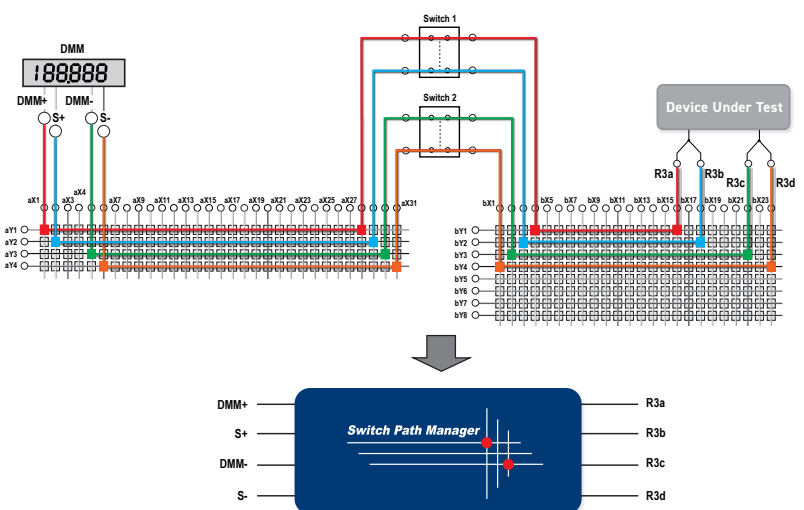 Switch 1
DMM
188.888
DMM+ DMM-
S+ S-
Switch 2
Device Under Test
R3a R3b R3c R3d
aX1 aX3 aX4 aX7 aX9 aX11 aX13 aX15 aX17 aX19 aX21 aX23 aX25 aX27 aX31
bX1 bX5 bX7 bX9 bX11 bX13 bX15 bX17 bX19 bX21 bX23
aY1
aY2
aY3
aY4
bY1
bY2
bY3
bY4
bY5
bY6
bY7
bY8
DMM+ R3a
S+ R3b
Switch Path Manager
DMM- R3c
S- R3d